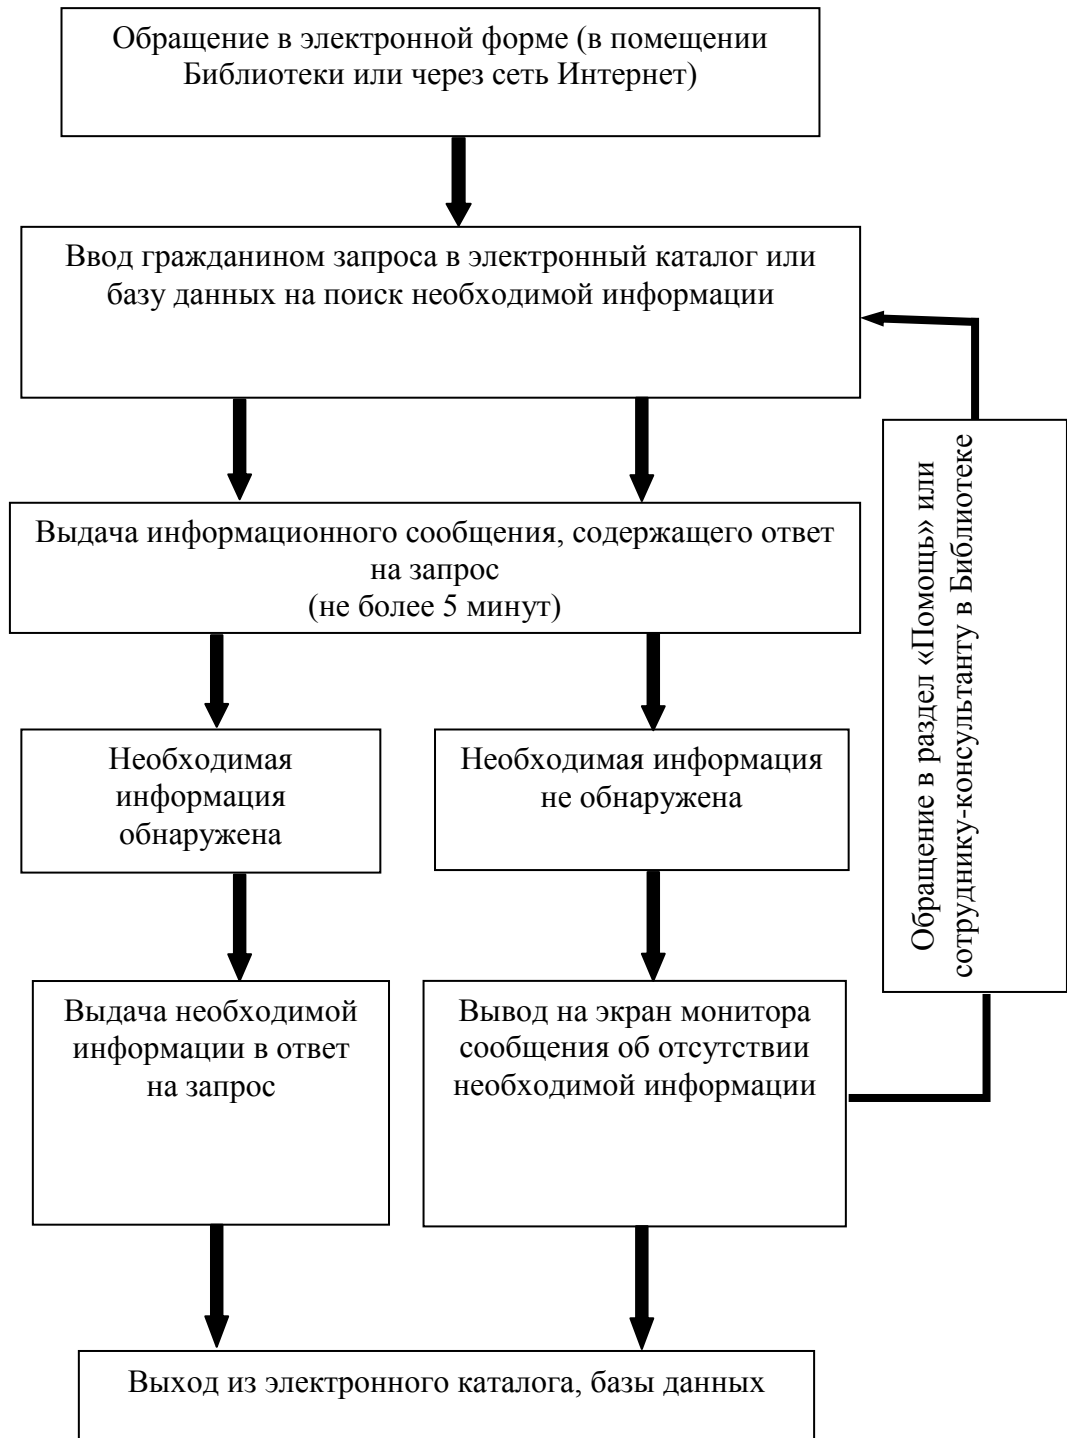 Обращение в электронной форме (в помещении
Библиотеки или через сеть Интернет)
Ввод гражданином запроса в электронный каталог или
базу данных на поиск необходимой информации
Выдача информационного сообщения, содержащего ответ
на запрос
(не более 5 минут)
Необходимая
информация
обнаружена
Необходимая информация
не обнаружена
Выдача необходимой
информации в ответ
на запрос
Вывод на экран монитора
сообщения об отсутствии
необходимой информации
Обращение в раздел «Помощь» или
сотруднику-консультанту в Библиотеке
Выход из электронного каталога, базы данных